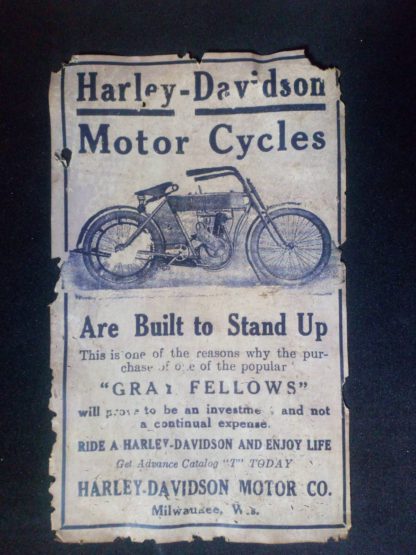 Harley-Davidson
Motor Cycles
Are Built to Stand Up
This is one of the reasons why the pur-
chase of one of the popular
"GRAY FELLOWS"
will prove to be an investment and not
a continual expense.
RIDE A HARLEY-DAVIDSON AND ENJOY LIFE
Get Advance Catalog "T" TODAY
HARLEY-DAVIDSON MOTOR CO.
Milwaukee, Wis.